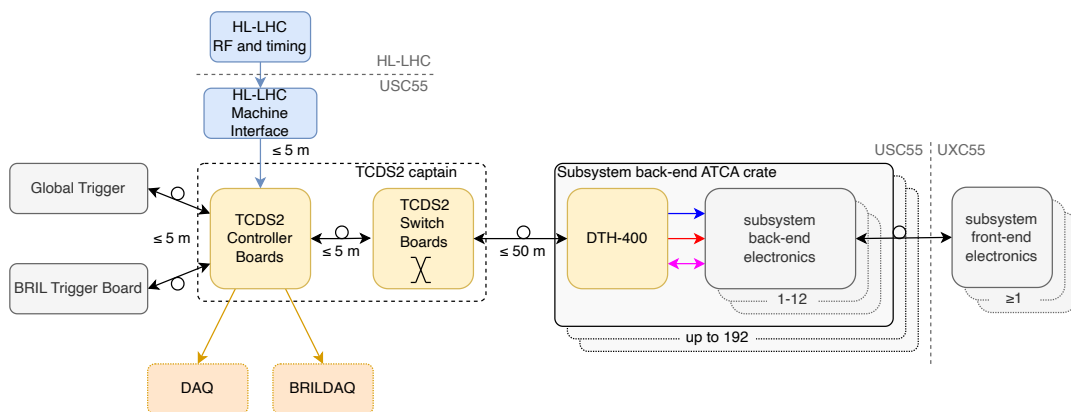 HL-LHC
RF and timing
HL-LHC
USC55
HL-LHC
Machine
Interface
≤ 5 m
USC55
UXC55
TCDS2 captain
Subsystem back-end ATCA crate
Global Trigger
≤ 5 m
BRIL Trigger Board
TCDS2
Controller
Boards
≤ 5 m
TCDS2
Switch
Boards
≤ 50 m
DTH-400
subsystem
back-end
electronics
1-12
up to 192
subsystem
front-end
electronics
≥1
DAQ
BRILDAQ